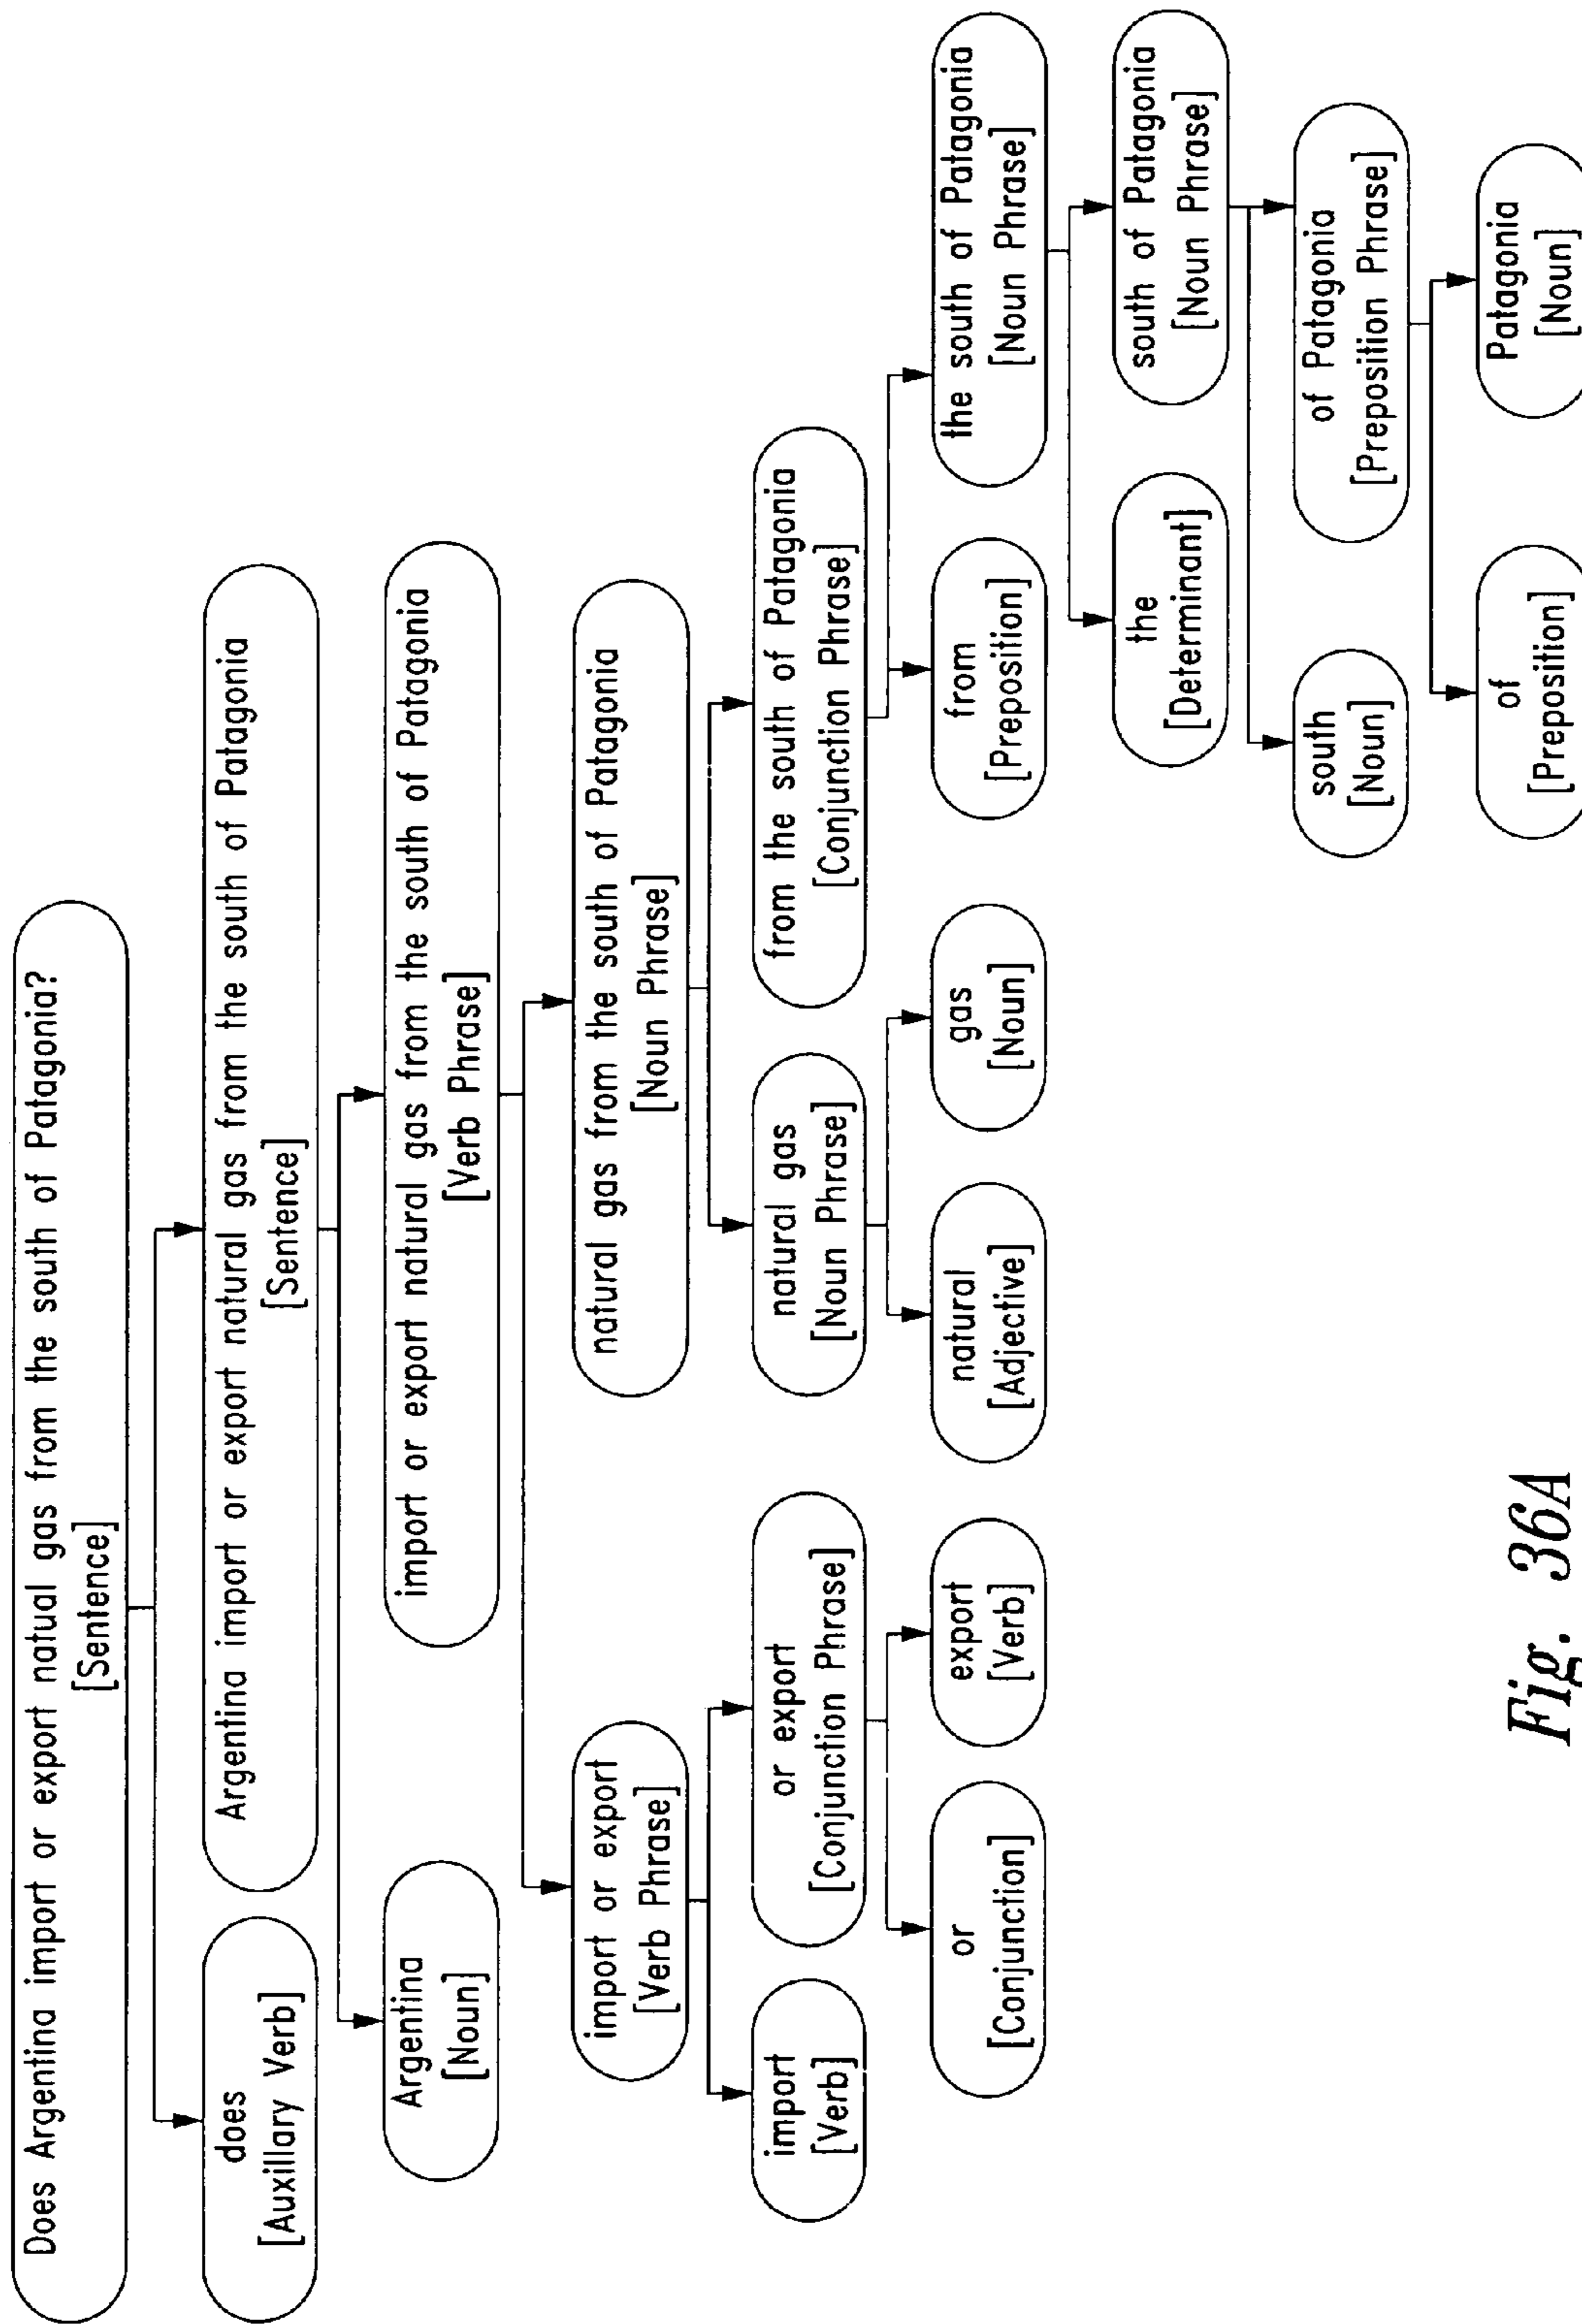 Does Argentina import or export natual gas from the south of Patagonia?
[Sentence]
does
[Auxillary Verb]
Argentina import or export natural gas from the south of Patagonia
[Sentence]
Argentina
[Noun]
import or export natural gas from the south of Patagonia
[Verb Phrase]
import or export
[Verb Phrase]
natural gas from the south of Patagonia
[Noun Phrase]
import
[Verb]
or export
[Conjunction Phrase]
natural gas
[Noun Phrase]
from the south of Patagonia
[Conjunction Phrase]
or
[Conjunction]
export
[Verb]
natural
[Adjective]
gas
[Noun]
from
[Preposition]
the south of Patagonia
[Noun Phrase]
the
[Determinant]
south of Patagonia
[Noun Phrase]
south
[Noun]
of Patagonia
[Preposition Phrase]
of
[Preposition]
Patagonia
[Noun]
Fig. 36A